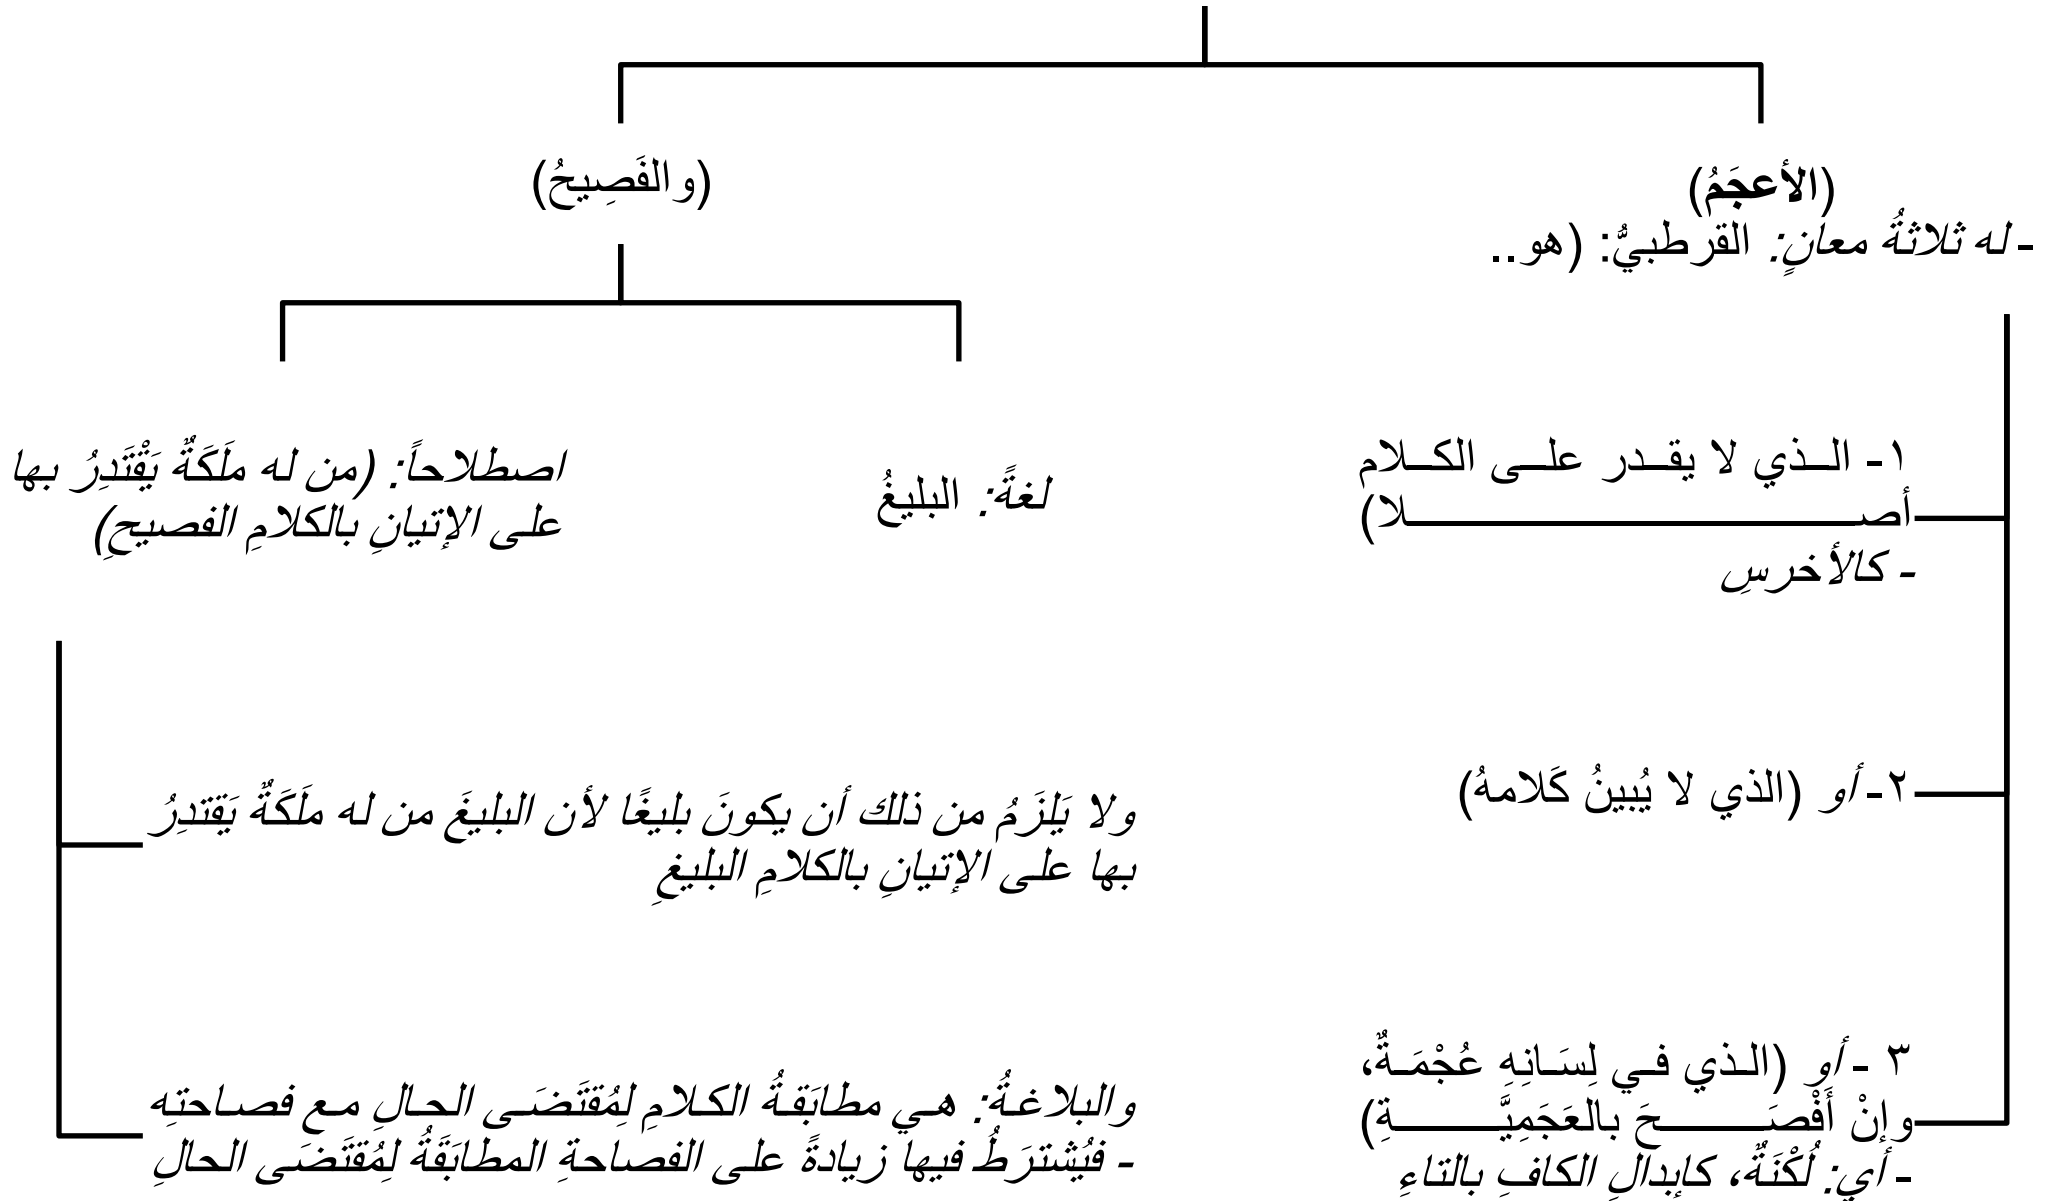 (الأعجَمُ)
- له ثلاثةُ معانٍ: القرطبيُّ: (هو..
(والفَصِيحُ)
١- الذي لا يقدر على الكلام
أصلا)
- كالأخرسِ
٢- أو (الذي لا يُبينُ كَلامهُ)
٣ - أو (الذي في لِسَانِهِ عُجْمَةٌ،
وإنْ أَفْصَحَ بالعَجَمِيَّةِ)
- أي: لُكْنَةٌ، كإبدالِ الكافِ بالتاءِ
لغةً: البليغُ
اصطلاحاً: (من له ملَكَةٌ يَقْتَدِرُ بها
على الإتيانِ بالكلامِ الفصيحِ)
ولا يَلزَمُ من ذلك أن يكونَ بليغًا لأن البليغَ من له ملَكَةٌ يَقتدِرُ
بها على الإتيانِ بالكلامِ البليغِ
والبلاغةُ: هي مطابَقةُ الكلامِ لِمُقتَضَى الحالِ مع فصاحتِهِ
- فيُشترَطُ فيها زيادةً على الفصاحةِ المطابَقَةُ لِمُقتَضَى الحالِ